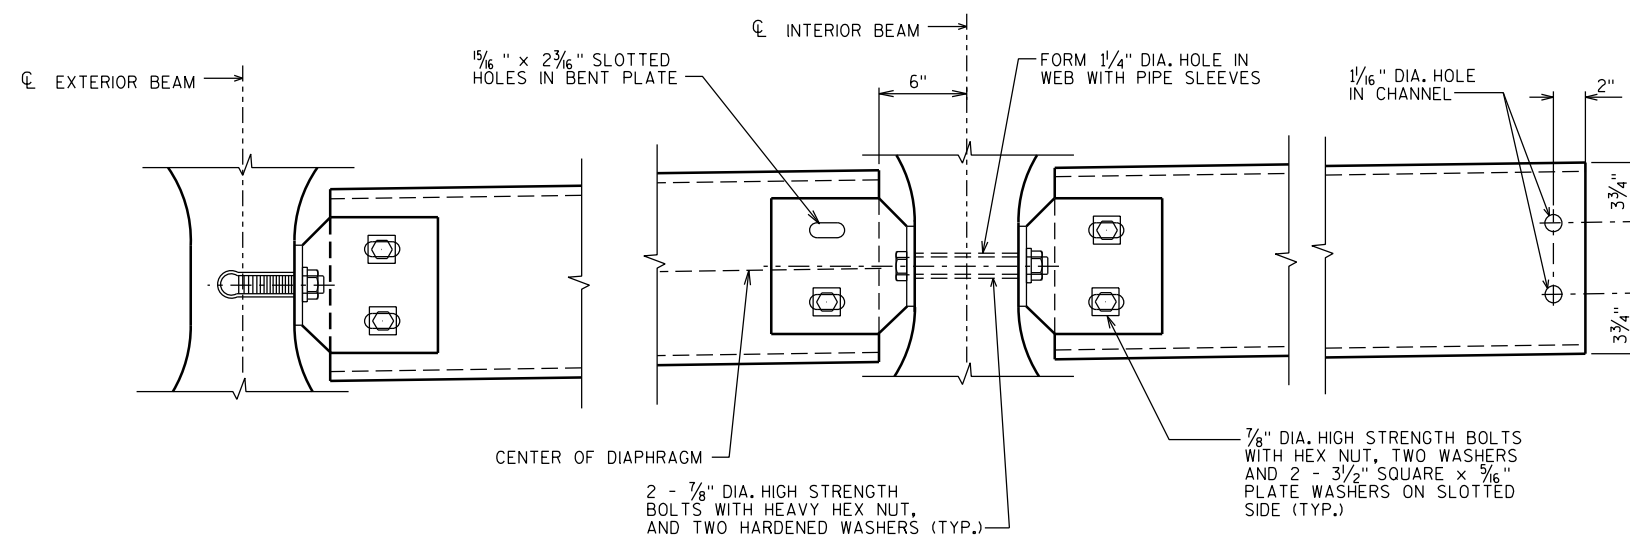 ℄ INTERIOR BEAM
℄ EXTERIOR BEAM
15/16" x 2 3/16" SLOTTED
HOLES IN BENT PLATE
6"
FORM 1 1/4" DIA. HOLE IN
WEB WITH PIPE SLEEVES
1 1/16" DIA. HOLE
IN CHANNEL
2"
3 3/4"
3 3/4"
CENTER OF DIAPHRAGM
2 - 7/8" DIA. HIGH STRENGTH
BOLTS WITH HEAVY HEX NUT,
AND TWO HARDENED WASHERS (TYP.)
7/8" DIA. HIGH STRENGTH BOLTS
WITH HEX NUT, TWO WASHERS
AND 2 - 3 1/2" SQUARE x 5/16"
PLATE WASHERS ON SLOTTED
SIDE (TYP.)